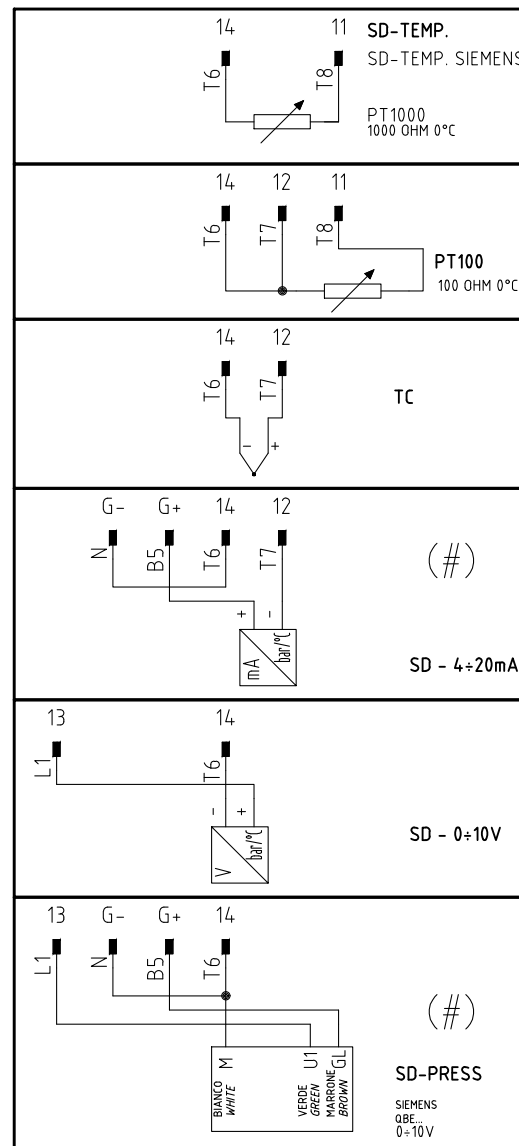 14 11 SD-TEMP.
SD-TEMP. SIEMENS
T6 T8
PT1000
1000 OHM 0°C
14 12 11
T6 T7 T8
PT100
100 OHM 0°C
14 12
T6 T7
TC
- +
G- G+ 14 12
N B5 T6 T7
(#)
+ -
mA bar/°C
SD - 4÷20mA
13 14
L1 T6
- +
V bar/°C
SD - 0÷10V
13 G- G+ 14
L1 N B5 T6
(#)
M U1 GL
BIANCO VERDE MARRONE
WHITE GREEN BROWN
SD-PRESS
SIEMENS
QBE...
0÷10V